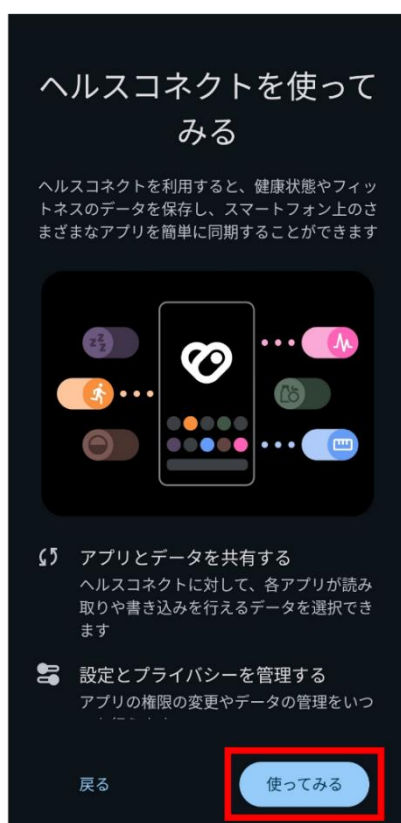 ヘルスコネクトを使って
みる
ヘルスコネクトを利用すると、健康状態やフィッ
トネスのデータを保存し、スマートフォン上のさ
まざまなアプリを簡単に同期することができます
アプリとデータを共有する
ヘルスコネクトに対して、各アプリが読み
取りや書き込みを行えるデータを選択でき
ます
設定とプライバシーを管理する
アプリの権限の変更やデータの管理をいつ
戻る
使ってみる